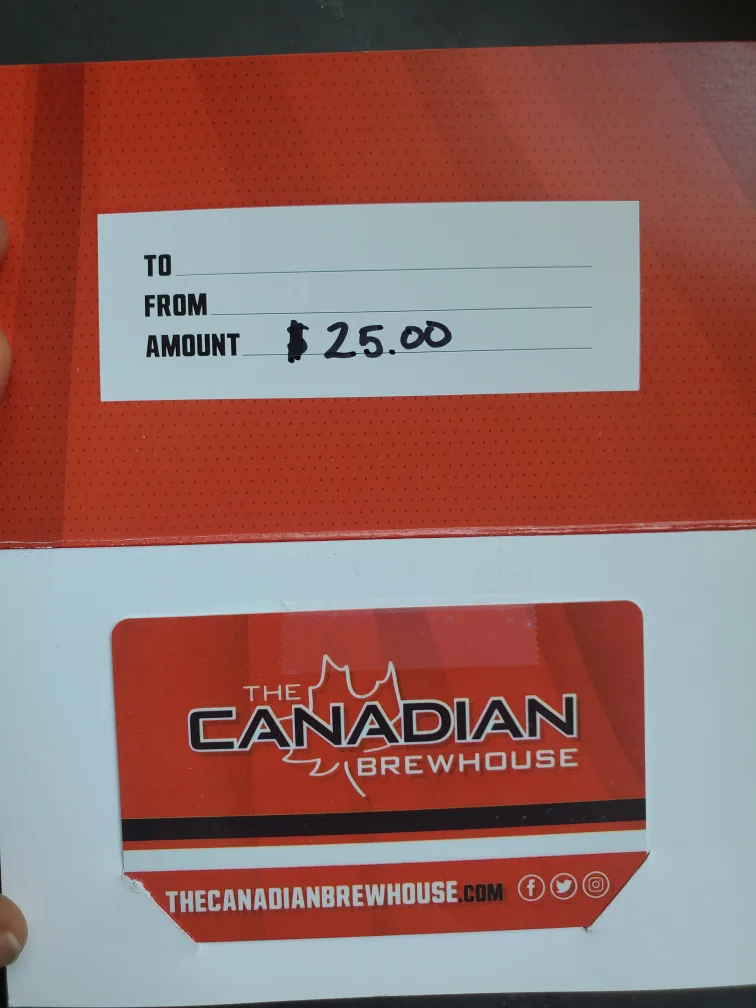 TO
FROM
AMOUNT $ 25.00
THE
CANADIAN
BREWHOUSE
THECANADIANBREWHOUSE.COM